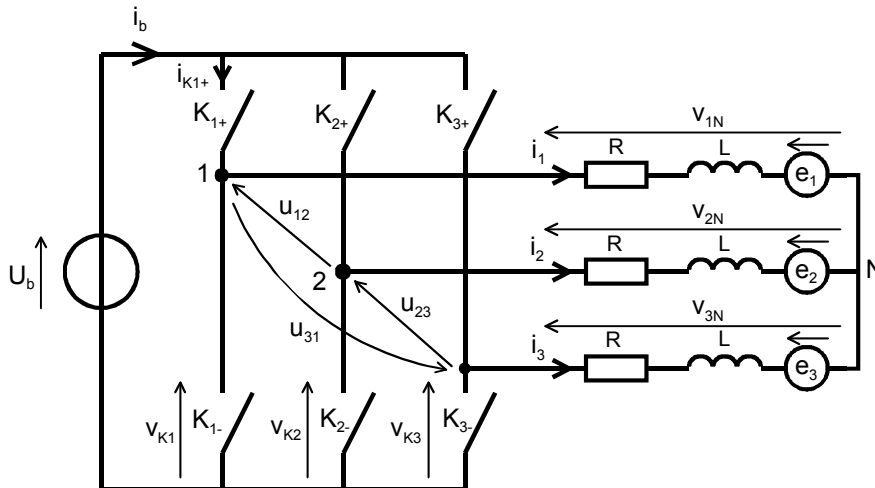 i_b
i_K1+
K_1+
K_2+
K_3+
v_1N
i_1
R
L
e_1
1
u_12
v_2N
i_2
R
L
e_2
N
U_b
2
u_23
u_31
v_3N
i_3
R
L
e_3
v_K1
K_1-
v_K2
K_2-
v_K3
K_3-